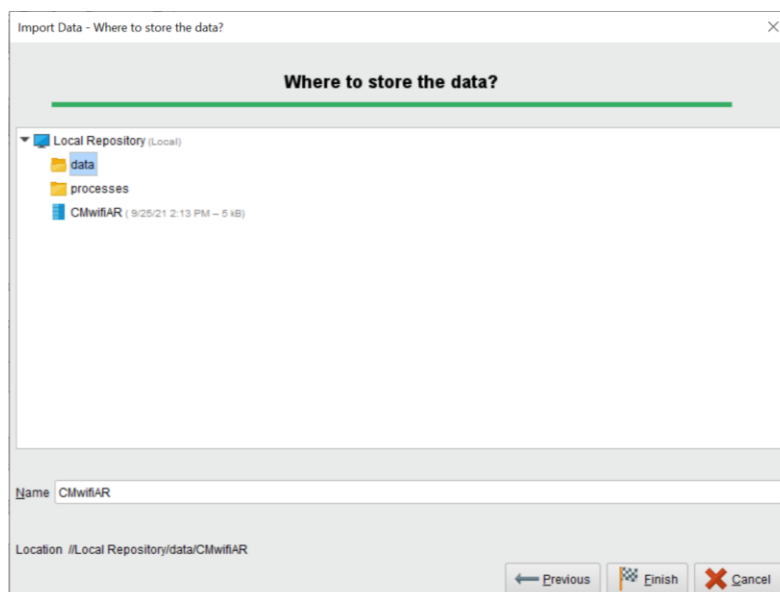 Import Data - Where to store the data?
Where to store the data?
Local Repository (Local)
data
processes
CMwifiAR ( 9/25/21 2:13 PM – 5 kB)
Name CMwifiAR
Location //Local Repository/data/CMwifiAR
Previous Finish Cancel